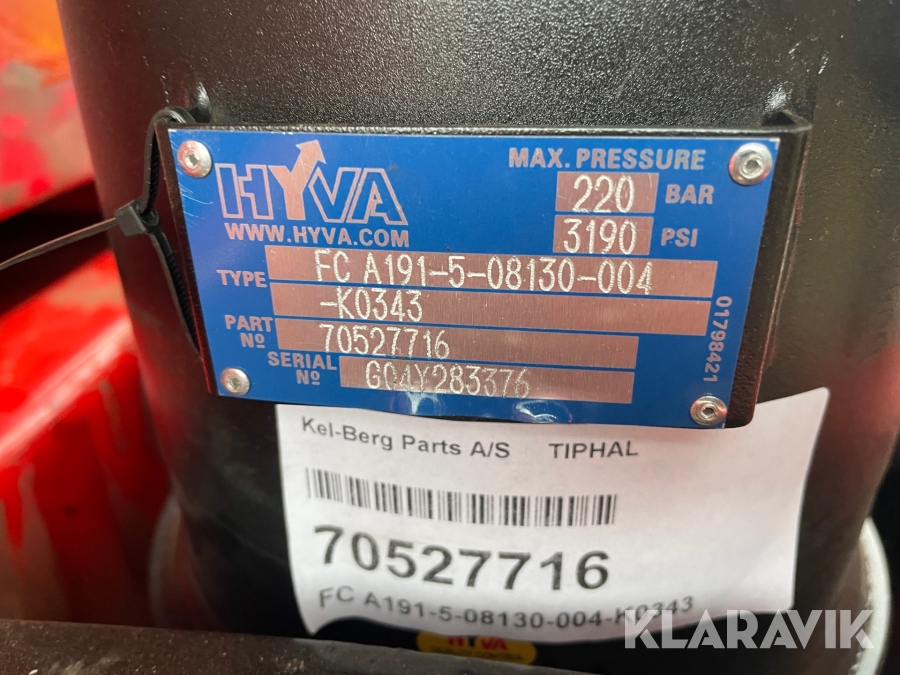 HYVA
WWW.HYVA.COM
MAX. PRESSURE
220 BAR
3190 PSI
TYPE FC A191-5-08130-004
-K0343
PART Nº 70527716
SERIAL Nº G04Y283376
01798421
Kel-Berg Parts A/S TIPHAL
70527716
FC A191-5-08130-004-K0343
HYVA
KLARAVIK